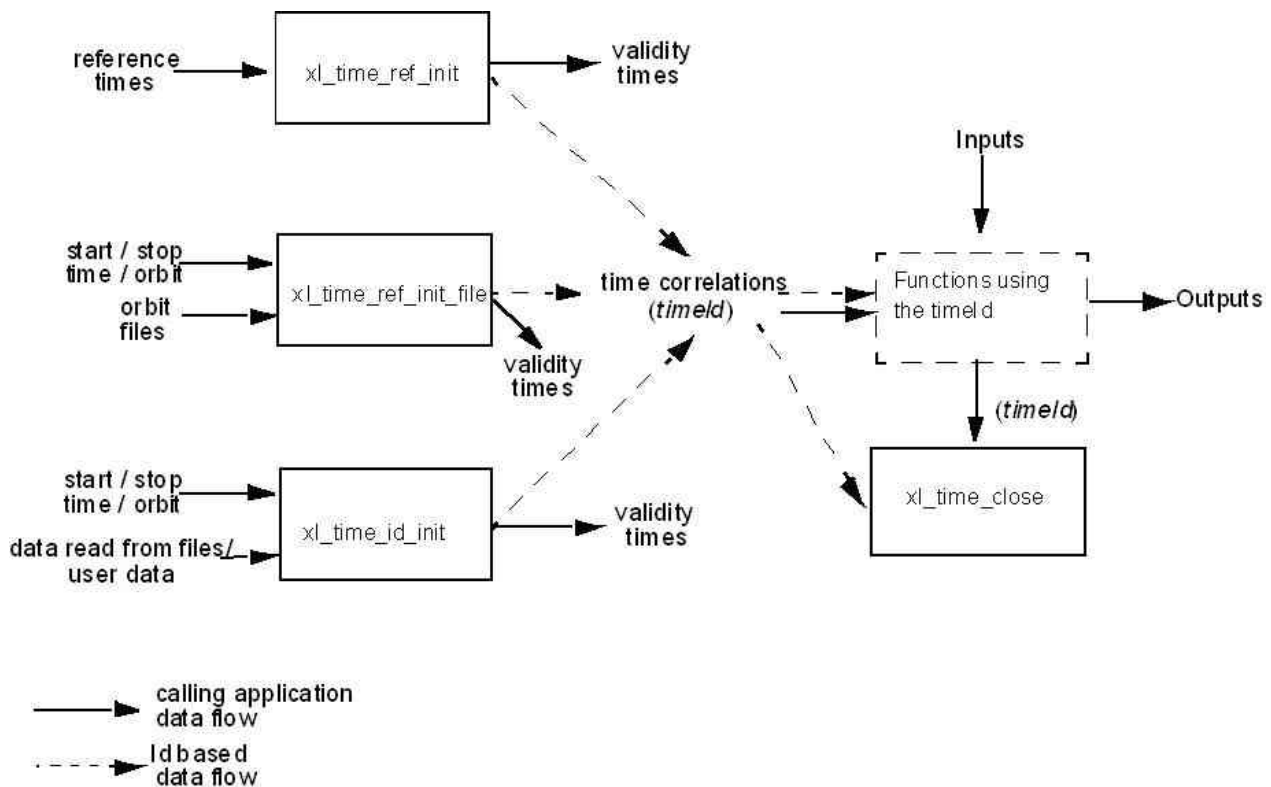 reference
times
xl_time_ref_init
validity
times
Inputs
start / stop
time / orbit
orbit
files
xl_time_ref_init_file
validity
times
time correlations
(timeId)
Functions using
the timeId
Outputs
(timeId)
xl_time_close
start / stop
time / orbit
data read from files/
user data
xl_time_id_init
validity
times
calling application
data flow
Id based
data flow